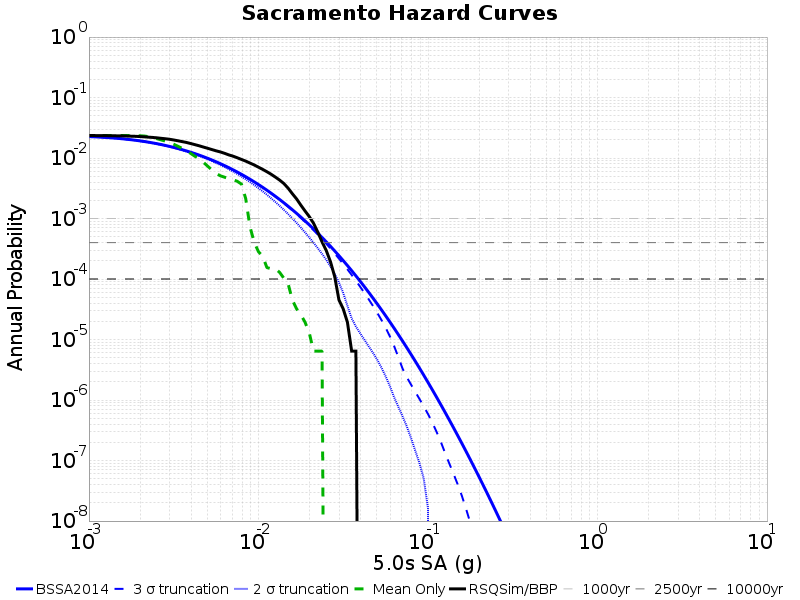 Sacramento Hazard Curves
10^0
10^-1
10^-2
10^-3
10^-4
10^-5
10^-6
10^-7
10^-8
Annual Probability
10^-3 10^-2 10^-1 10^0 10^1
5.0s SA (g)
BSSA2014 3 σ truncation 2 σ truncation Mean Only RSQSim/BBP 1000yr 2500yr 10000yr